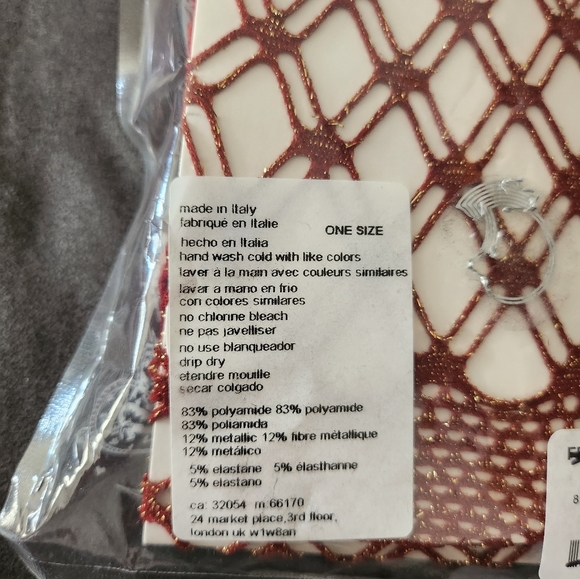 made in Italy
fabriqué en Italie
ONE SIZE
hecho en Italia
hand wash cold with like colors
laver à la main avec couleurs similaires
lavar a mano en frio
con colores similares
no chlorine bleach
ne pas javelliser
no use blanqueador
drip dry
etendre mouille
secar colgado
83% polyamide 83% polyamide
83% poliamida
12% metallic 12% fibre métallique
12% metálico
5% elastane 5% élasthanne
5% elastano
ca: 32054 m:66170
24 market place,3rd floor,
london uk w1w8an
8